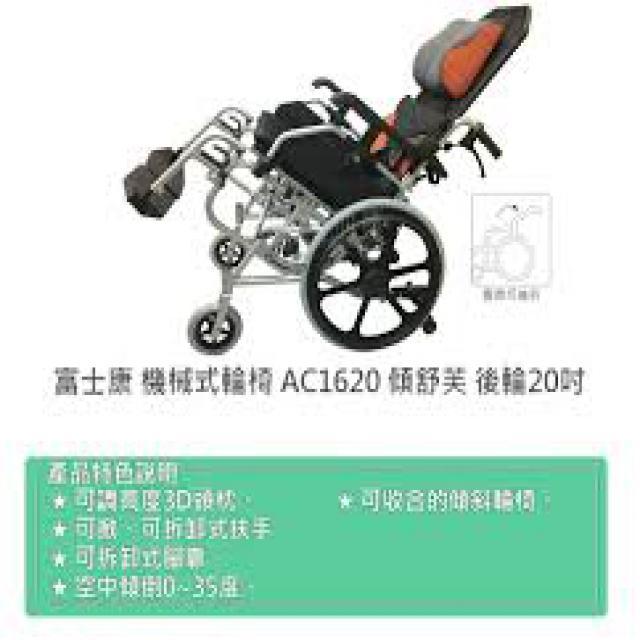 富士康 機械式輪椅 AC1620 傾舒芙 後輪20吋
產品特色說明
★ 可調高度3D頭枕。
★ 可掀、可拆卸式扶手
★ 可拆卸式腳靠
★ 空中傾倒0~35度。
★ 可收合的傾斜輪椅。